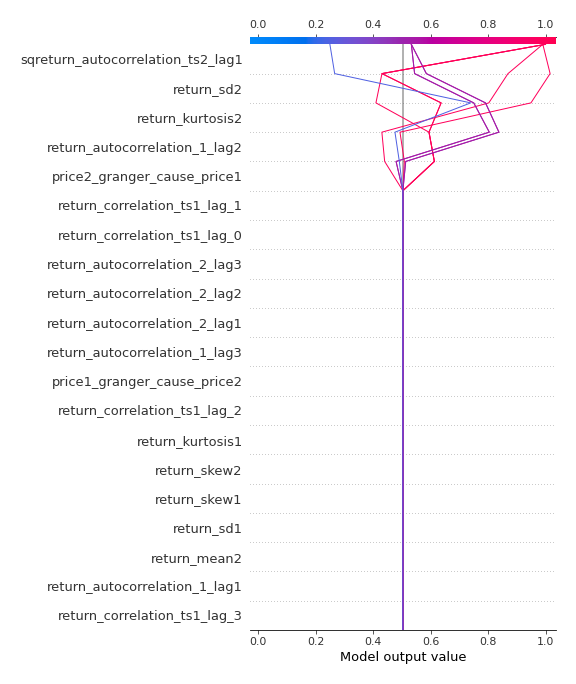 0.0 0.2 0.4 0.6 0.8 1.0
sqreturn_autocorrelation_ts2_lag1
return_sd2
return_kurtosis2
return_autocorrelation_1_lag2
price2_granger_cause_price1
return_correlation_ts1_lag_1
return_correlation_ts1_lag_0
return_autocorrelation_2_lag3
return_autocorrelation_2_lag2
return_autocorrelation_2_lag1
return_autocorrelation_1_lag3
price1_granger_cause_price2
return_correlation_ts1_lag_2
return_kurtosis1
return_skew2
return_skew1
return_sd1
return_mean2
return_autocorrelation_1_lag1
return_correlation_ts1_lag_3
0.0 0.2 0.4 0.6 0.8 1.0
Model output value